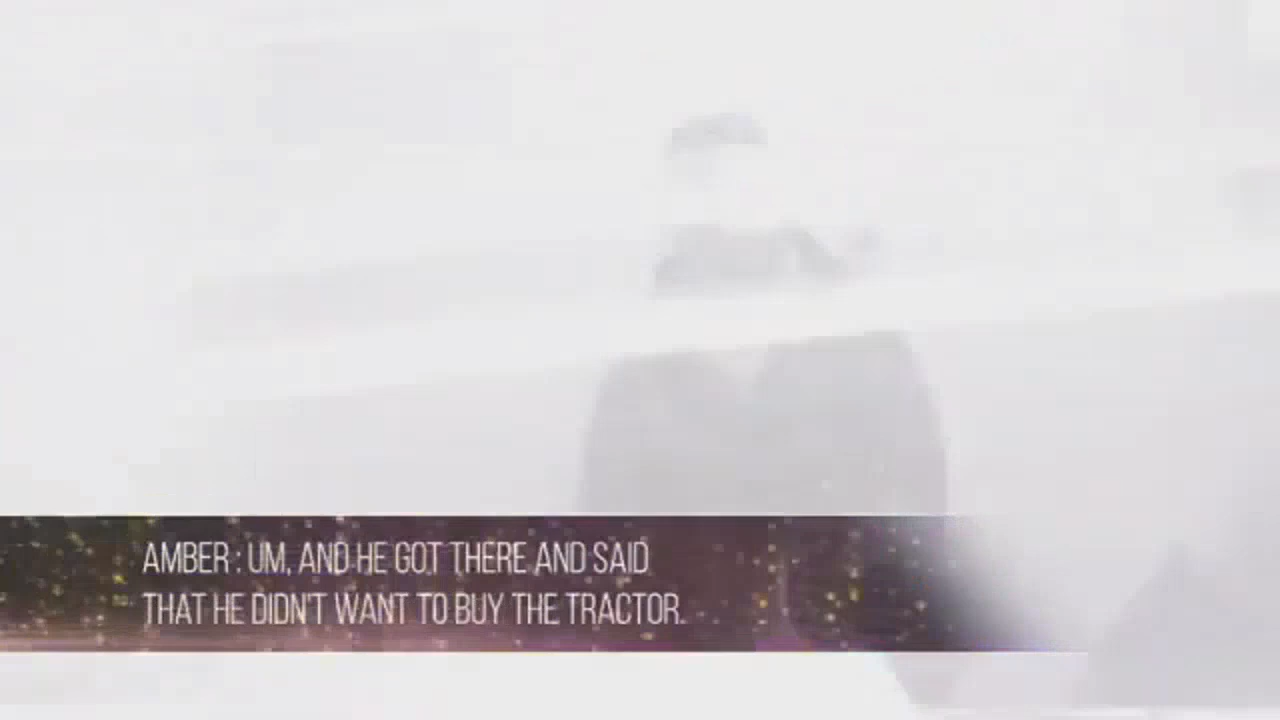 AMBER : UM, AND HE GOT THERE AND SAID
THAT HE DIDN'T WANT TO BUY THE TRACTOR.